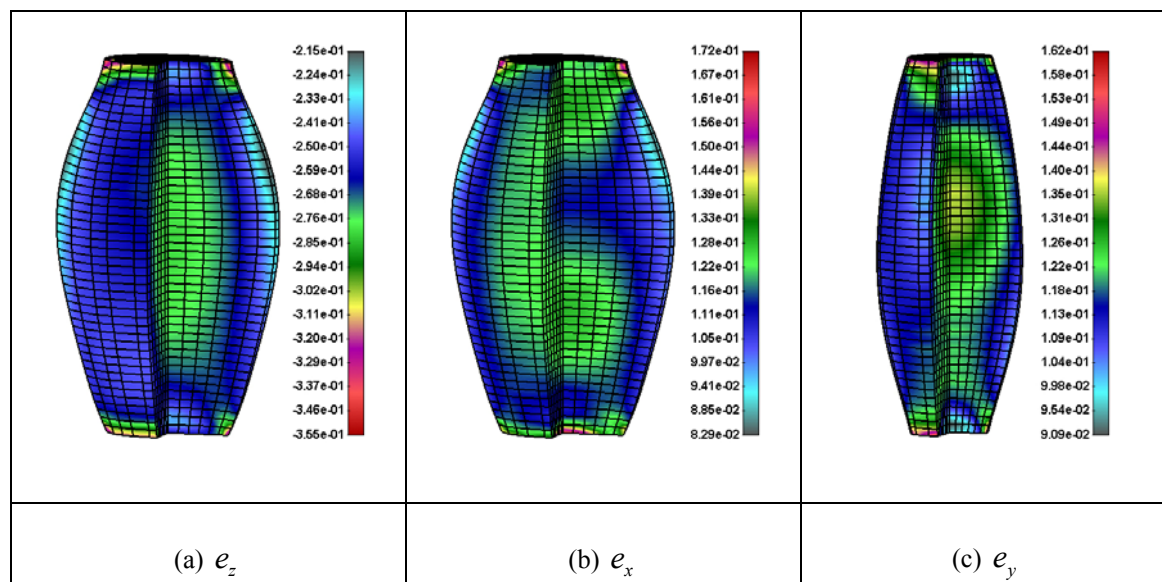 -2.15e-01
-2.24e-01
-2.33e-01
-2.41e-01
-2.50e-01
-2.59e-01
-2.68e-01
-2.76e-01
-2.85e-01
-2.94e-01
-3.02e-01
-3.11e-01
-3.20e-01
-3.29e-01
-3.37e-01
-3.46e-01
-3.55e-01
1.72e-01
1.67e-01
1.61e-01
1.56e-01
1.50e-01
1.44e-01
1.39e-01
1.33e-01
1.28e-01
1.22e-01
1.16e-01
1.11e-01
1.05e-01
9.97e-02
9.41e-02
8.85e-02
8.29e-02
1.62e-01
1.58e-01
1.53e-01
1.49e-01
1.44e-01
1.40e-01
1.35e-01
1.31e-01
1.26e-01
1.22e-01
1.17e-01
1.13e-01
1.09e-01
1.04e-01
9.98e-02
9.54e-02
9.09e-02
(a) e_z
(b) e_x
(c) e_y